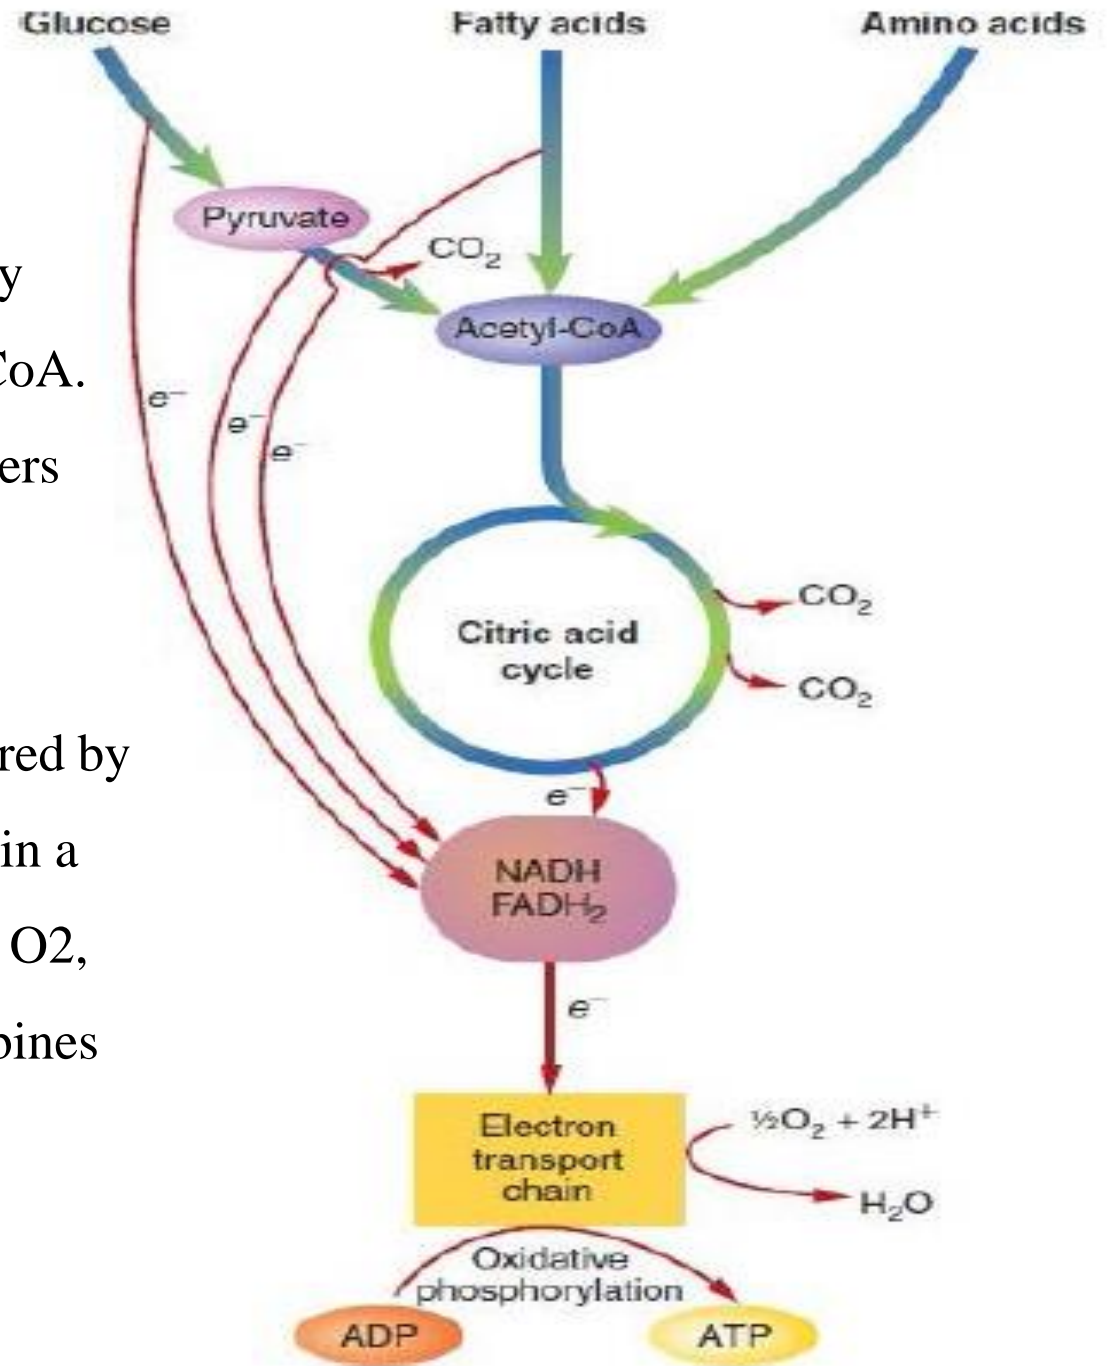 Glucose
Fatty acids
Amino acids
Pyruvate
CO₂
y
CoA.
Acetyl-CoA
e⁻
e⁻
e⁻
ers
CO₂
Citric acid
cycle
CO₂
red by
e⁻
in a
NADH
FADH₂
O2,
e⁻
bines
Electron
transport
chain
½O₂ + 2H⁺
H₂O
Oxidative
phosphorylation
ADP
ATP